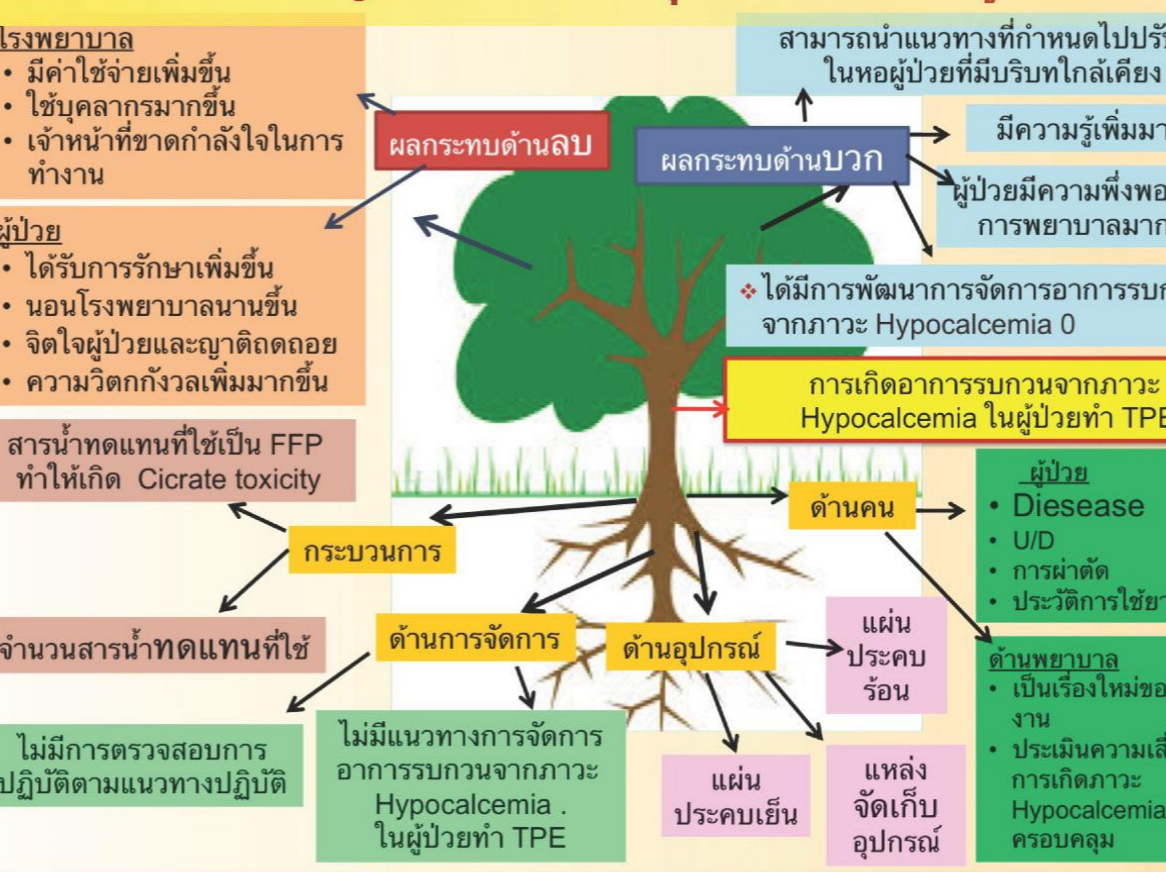 โรงพยาบาล
• มีค่าใช้จ่ายเพิ่มขึ้น
• ใช้บุคลากรมากขึ้น
• เจ้าหน้าที่ขาดกำลังใจในการ
ทำงาน
ผู้ป่วย
• ได้รับการรักษาเพิ่มขึ้น
• นอนโรงพยาบาลนานขึ้น
• จิตใจผู้ป่วยและญาติถดถอย
• ความวิตกกังวลเพิ่มมากขึ้น
ผลกระทบด้านลบ
ผลกระทบด้านบวก
สามารถนำแนวทางที่กำหนดไปปรับ
ในหอผู้ป่วยที่มีบริบทใกล้เคียง
มีความรู้เพิ่มมา
ผู้ป่วยมีความพึ่งพอ
การพยาบาลมาก
❖ ได้มีการพัฒนาการจัดการอาการรบก
จากภาวะ Hypocalcemia 0
การเกิดอาการรบกวนจากภาวะ
Hypocalcemia ในผู้ป่วยทำ TPE
สารน้ำทดแทนที่ใช้เป็น FFP
ทำให้เกิด Cicrate toxicity
กระบวนการ
จำนวนสารน้ำทดแทนที่ใช้
ด้านการจัดการ
ไม่มีการตรวจสอบการ
ปฏิบัติตามแนวทางปฏิบัติ
ไม่มีแนวทางการจัดการ
อาการรบกวนจากภาวะ
Hypocalcemia .
ในผู้ป่วยทำ TPE
ด้านอุปกรณ์
แผ่น
ประคบ
ร้อน
แผ่น
ประคบเย็น
แหล่ง
จัดเก็บ
อุปกรณ์
ด้านคน
ผู้ป่วย
• Diesease
• U/D
• การผ่าตัด
• ประวัติการใช้ยา
ด้านพยาบาล
• เป็นเรื่องใหม่ขอ
งาน
• ประเมินความเสี่
การเกิดภาวะ
Hypocalcemia
ครอบคลุม